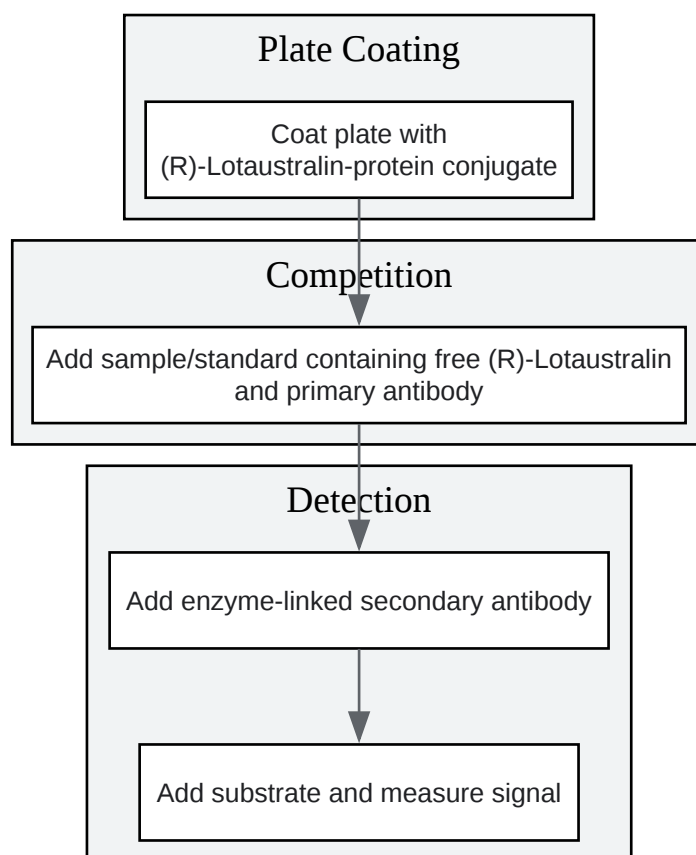 Plate Coating
Coat plate with
(R)-Lotaustralin-protein conjugate
Competition
Add sample/standard containing free (R)-Lotaustralin
and primary antibody
Detection
Add enzyme-linked secondary antibody
Add substrate and measure signal